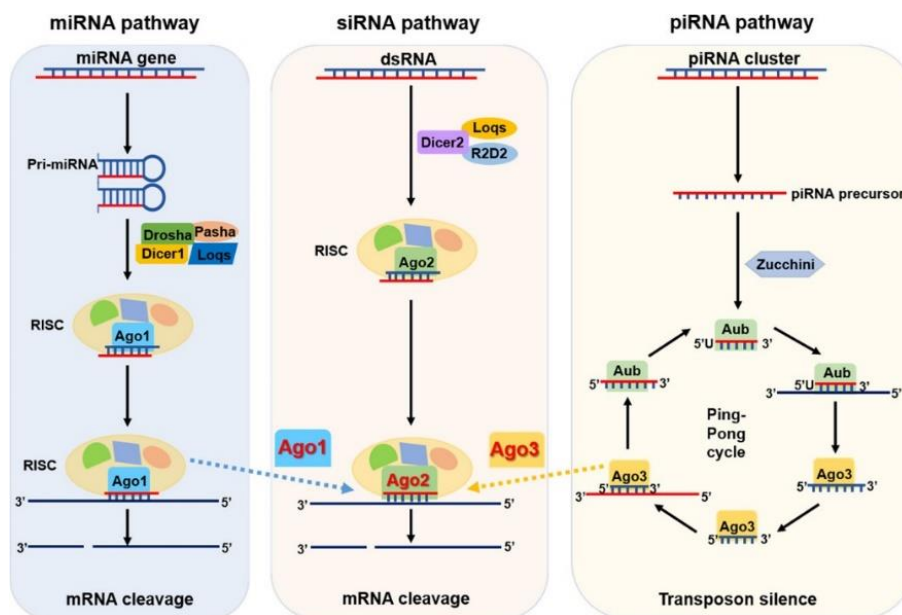 miRNA pathway
miRNA gene
Pri-miRNA
Drosha
Pasha
Dicer1
Loqs
RISC
Ago1
RISC
Ago1
3'
5'
3'
5'
mRNA cleavage
siRNA pathway
dsRNA
Dicer2
Loqs
R2D2
RISC
Ago2
Ago1
Ago3
Ago2
3'
5'
3'
5'
mRNA cleavage
piRNA pathway
piRNA cluster
piRNA precursor
Zucchini
Aub
5'U
3'
Aub
5'U
3'
3'
5'
Ago3
5'
3'
Ago3
5'
3'
Ago3
5'
3'
3'
5'
Aub
5'
3'
Ping-
Pong
cycle
Transposon silence